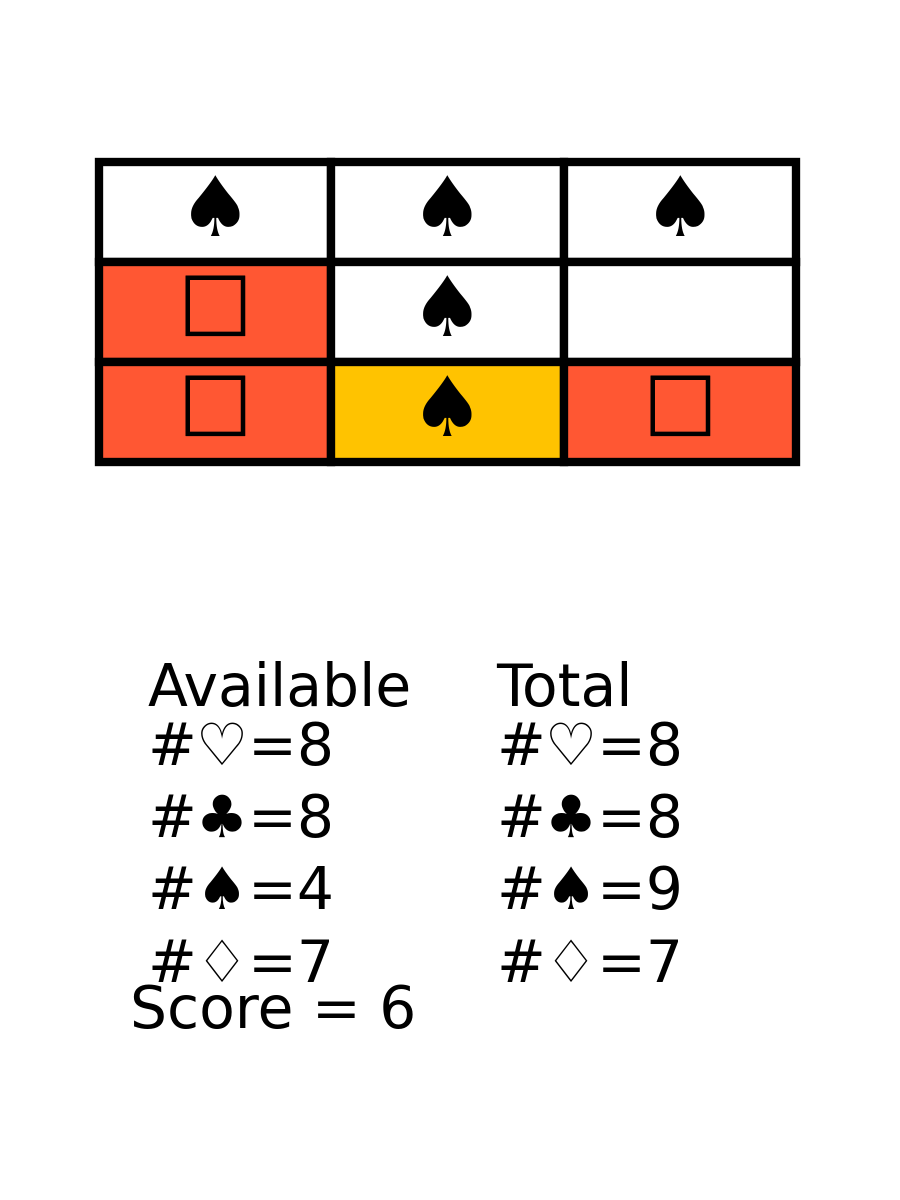 ♠ ♠ ♠
□ ♠
□ ♠ □
Available Total
#♡=8 #♡=8
#♣=8 #♣=8
#♠=4 #♠=9
#♢=7 #♢=7
Score = 6